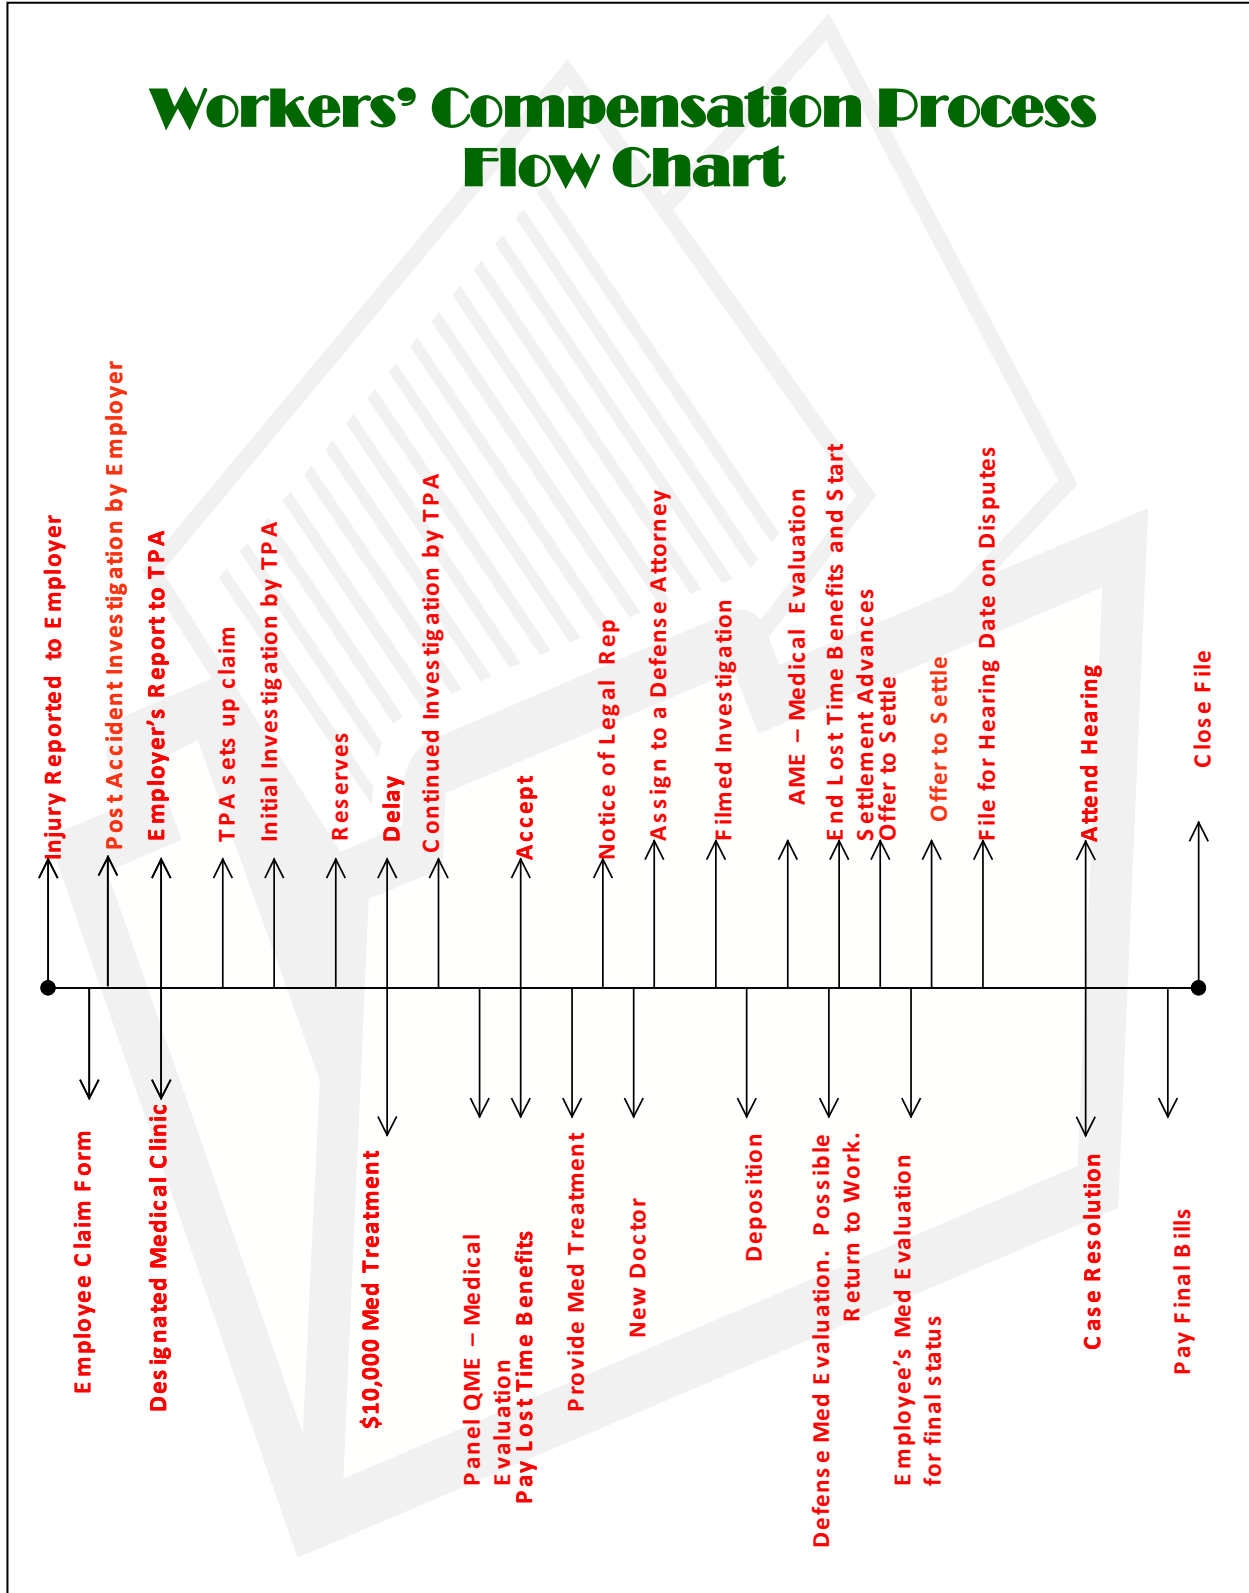 Workers’ Compensation Process
Flow Chart
Injury Reported to Employer
Post Accident Investigation by Employer
Employer’s Report to TPA
TPA sets up claim
Initial Investigation by TPA
Reserves
Delay
Continued Investigation by TPA
Accept
Notice of Legal Rep
Assign to a Defense Attorney
Filmed Investigation
AME – Medical Evaluation
End Lost Time Benefits and Start
Settlement Advances
Offer to Settle
Offer to Settle
File for Hearing Date on Disputes
Attend Hearing
Close File
Employee Claim Form
Designated Medical Clinic
$10,000 Med Treatment
Panel QME – Medical
Evaluation
Pay Lost Time Benefits
Provide Med Treatment
New Doctor
Deposition
Defense Med Evaluation. Possible
Return to Work.
Employee’s Med Evaluation
for final status
Case Resolution
Pay Final Bills